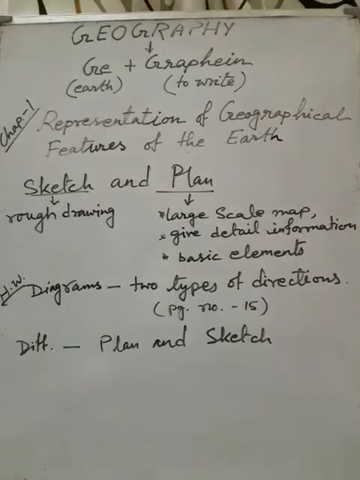 GEOGRAPHY
↓
Ge + Graphein
(earth) (to write)
Chap-1
Representation of Geographical
Features of the Earth
Sketch and Plan
↓ ↓
rough drawing *large Scale map,
* give detail information
* basic elements
H.W. Diagrams - two types of directions.
(pg. no. - 15)
Diff. - Plan and Sketch